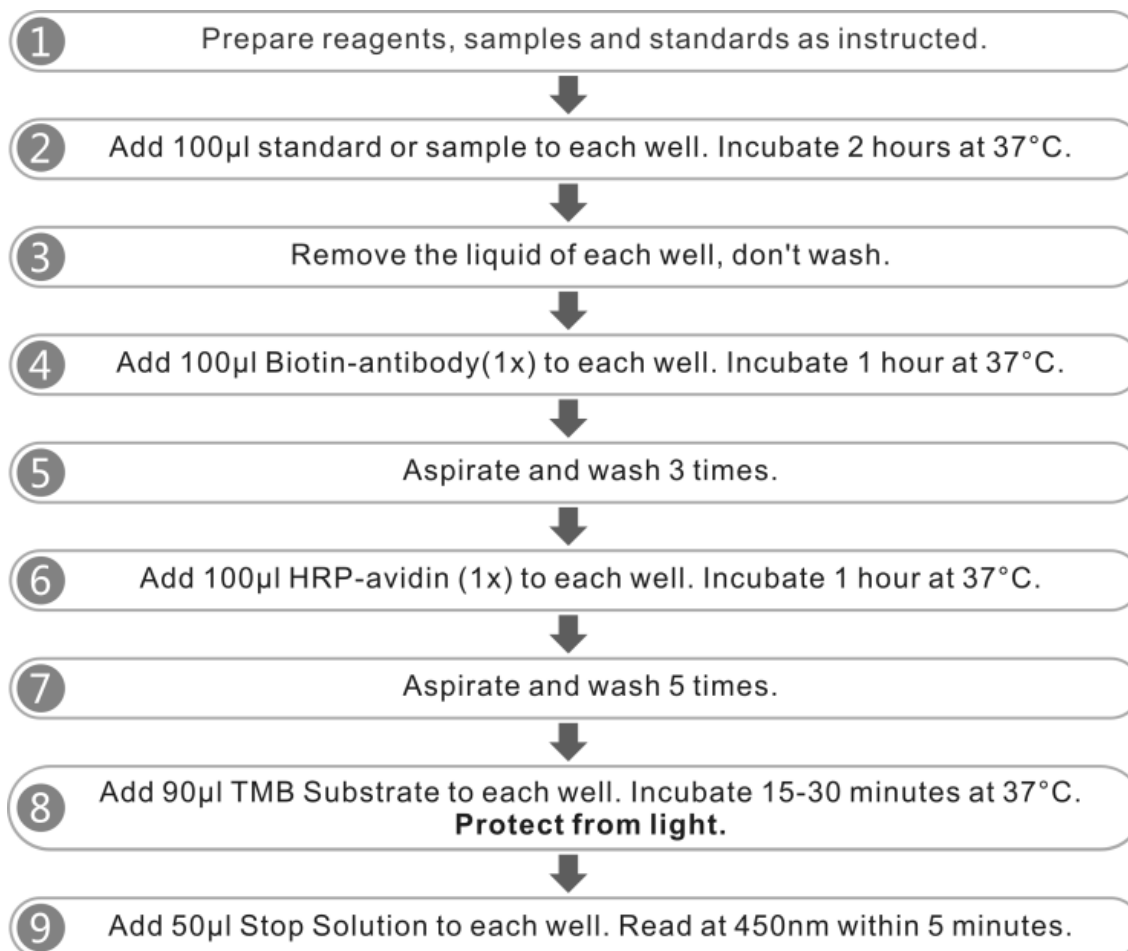 1 Prepare reagents, samples and standards as instructed.
2 Add 100µl standard or sample to each well. Incubate 2 hours at 37°C.
3 Remove the liquid of each well, don't wash.
4 Add 100µl Biotin-antibody(1x) to each well. Incubate 1 hour at 37°C.
5 Aspirate and wash 3 times.
6 Add 100µl HRP-avidin (1x) to each well. Incubate 1 hour at 37°C.
7 Aspirate and wash 5 times.
8 Add 90µl TMB Substrate to each well. Incubate 15-30 minutes at 37°C.
Protect from light.
9 Add 50µl Stop Solution to each well. Read at 450nm within 5 minutes.